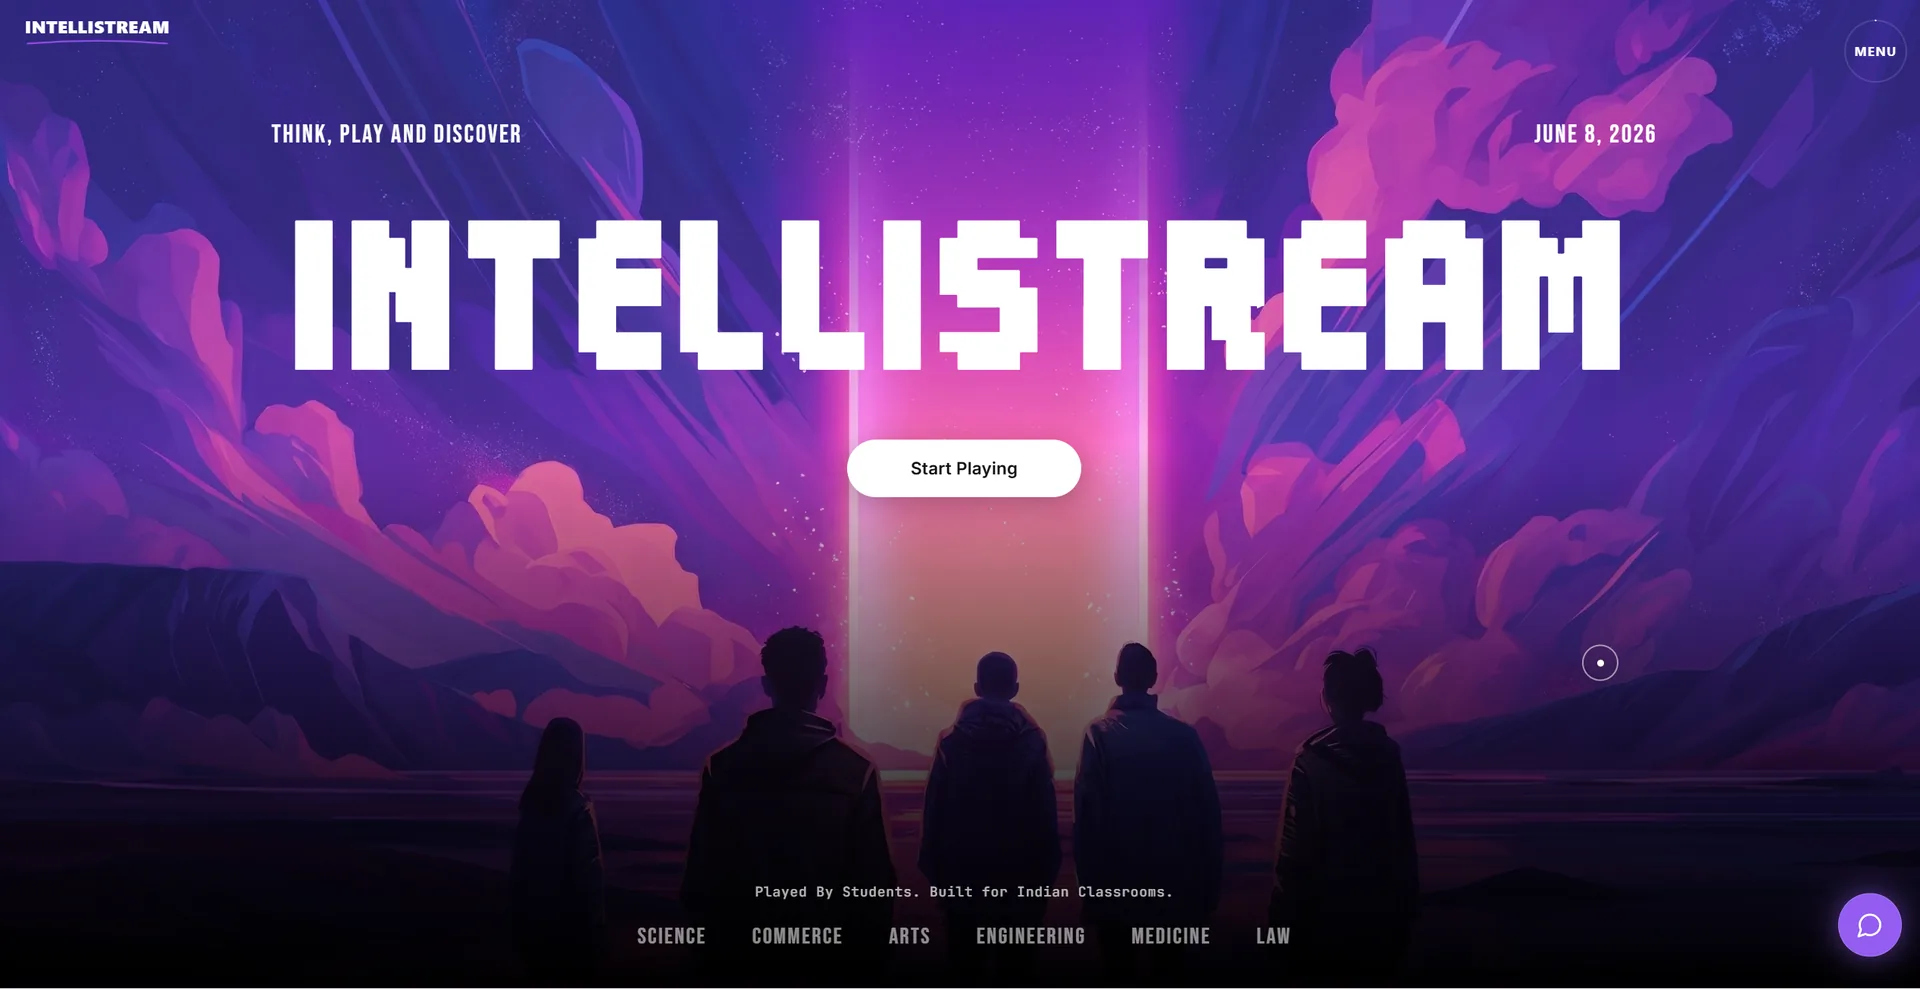 INTELLISTREAM
MENU
THINK, PLAY AND DISCOVER
JUNE 8, 2026
INTELLISTREAM
Start Playing
Played By Students. Built for Indian Classrooms.
SCIENCE COMMERCE ARTS ENGINEERING MEDICINE LAW